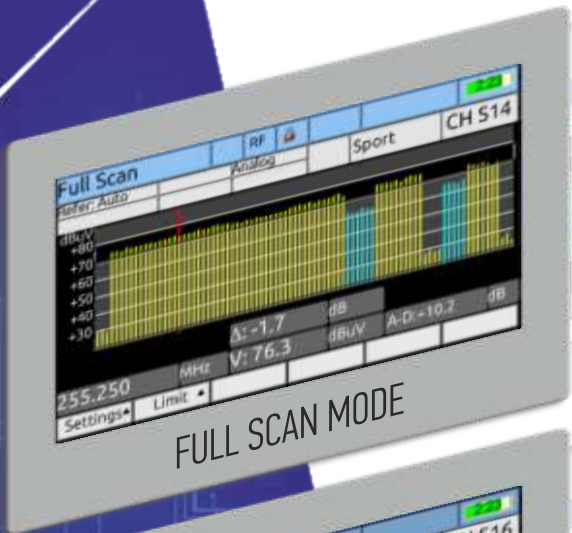 2:23
Full Scan RF CH S14
Refer: Auto Analog Sport
dBuV
+80
+70
+60
+50
+40
+30
Δ: -1.7 dB A-D:+10.2 dB
255.250 MHz V: 76.3 dBuV
Settings Limit
FULL SCAN MODE
2:23
S16